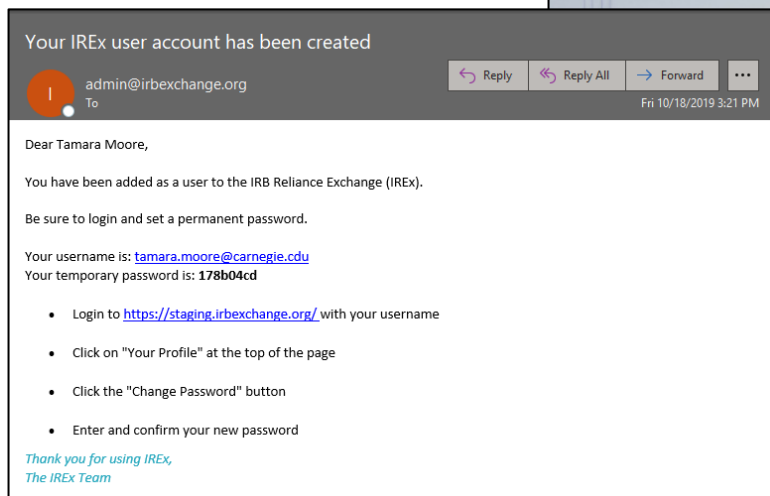 Your IREx user account has been created
I
admin@irbexchange.org
To
Reply
Reply All
Forward
Fri 10/18/2019 3:21 PM
Dear Tamara Moore,
You have been added as a user to the IRB Reliance Exchange (IREx).
Be sure to login and set a permanent password.
Your username is: tamara.moore@carnegie.cdu
Your temporary password is: 178b04cd
• Login to https://staging.irbexchange.org/ with your username
• Click on "Your Profile" at the top of the page
• Click the "Change Password" button
• Enter and confirm your new password
Thank you for using IREx,
The IREx Team